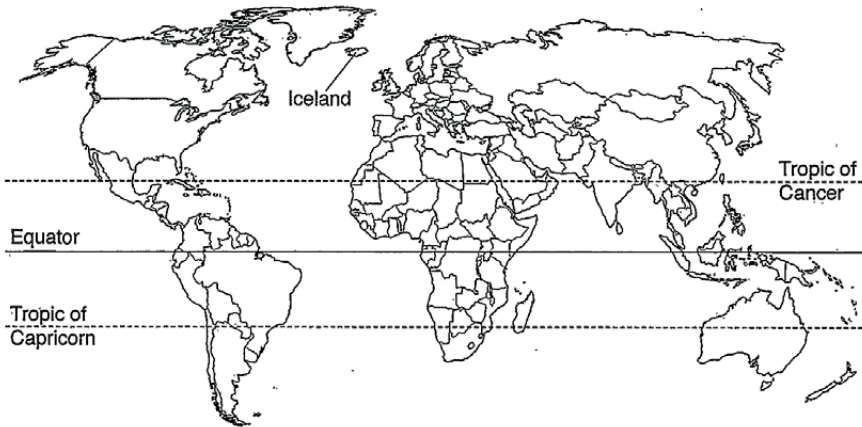 Iceland
Tropic of
Cancer
Equator
Tropic of
Capricorn